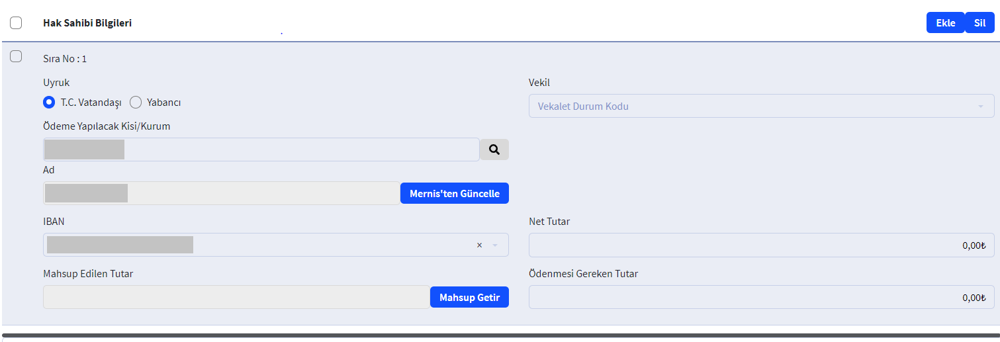 Hak Sahibi Bilgileri
Ekle Sil
Sıra No : 1
Uyruk
T.C. Vatandaşı Yabancı
Vekil
Vekalet Durum Kodu
Ödeme Yapılacak Kisi/Kurum
Ad
Mernis'ten Güncelle
IBAN
×
Net Tutar
0,00₺
Mahsup Edilen Tutar
Mahsup Getir
Ödenmesi Gereken Tutar
0,00₺